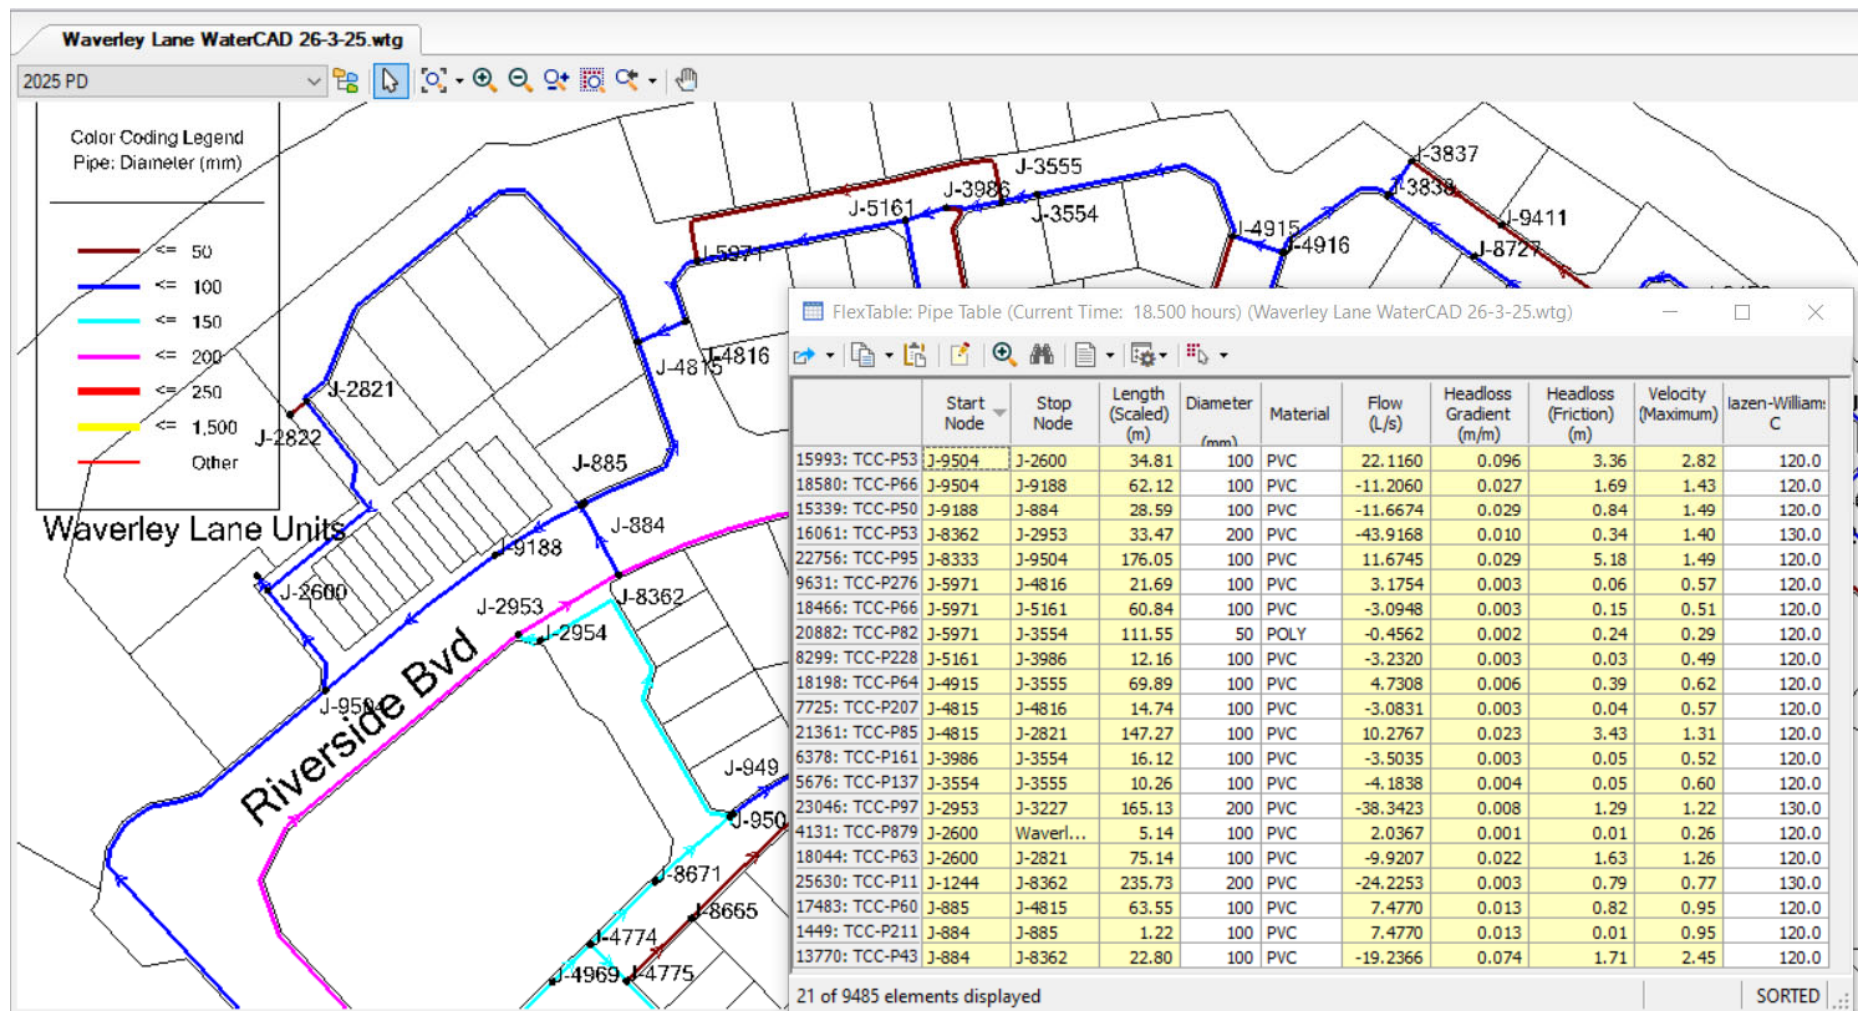 Waverley Lane WaterCAD 26-3-25.wtg
2025 PD
Color Coding Legend
Pipe: Diameter (mm)
<= 50
<= 100
<= 150
<= 200
<= 250
<= 1,500
Other
J-3837
J-3555
J-3838
J-3986
J-5161
J-3554
J-9411
J-4915
J-4916
J-8727
J-5971
J-4816
J-4815
J-2821
J-2822
J-885
Waverley Lane Units
J-884
J-9188
J-2600
J-2953
J-8362
J-2954
J-9504
Riverside Bvd
J-949
J-950
J-8671
J-8665
J-4774
J-4969
J-4775
FlexTable: Pipe Table (Current Time: 18.500 hours) (Waverley Lane WaterCAD 26-3-25.wtg)
Start Node Stop Node Length (Scaled) (m) Diameter (mm) Material Flow (L/s) Headloss Gradient (m/m) Headloss (Friction) (m) Velocity (Maximum) lazen-William: C
15993: TCC-P53 J-9504 J-2600 34.81 100 PVC 22.1160 0.096 3.36 2.82 120.0
18580: TCC-P66 J-9504 J-9188 62.12 100 PVC -11.2060 0.027 1.69 1.43 120.0
15339: TCC-P50 J-9188 J-884 28.59 100 PVC -11.6674 0.029 0.84 1.49 120.0
16061: TCC-P53 J-8362 J-2953 33.47 200 PVC -43.9168 0.010 0.34 1.40 130.0
22756: TCC-P95 J-8333 J-9504 176.05 100 PVC 11.6745 0.029 5.18 1.49 120.0
9631: TCC-P276 J-5971 J-4816 21.69 100 PVC 3.1754 0.003 0.06 0.57 120.0
18466: TCC-P66 J-5971 J-5161 60.84 100 PVC -3.0948 0.003 0.15 0.51 120.0
20882: TCC-P82 J-5971 J-3554 111.55 50 POLY -0.4562 0.002 0.24 0.29 120.0
8299: TCC-P228 J-5161 J-3986 12.16 100 PVC -3.2320 0.003 0.03 0.49 120.0
18198: TCC-P64 J-4915 J-3555 69.89 100 PVC 4.7308 0.006 0.39 0.62 120.0
7725: TCC-P207 J-4815 J-4816 14.74 100 PVC -3.0831 0.003 0.04 0.57 120.0
21361: TCC-P85 J-4815 J-2821 147.27 100 PVC 10.2767 0.023 3.43 1.31 120.0
6378: TCC-P161 J-3986 J-3554 16.12 100 PVC -3.5035 0.003 0.05 0.52 120.0
5676: TCC-P137 J-3554 J-3555 10.26 100 PVC -4.1838 0.004 0.05 0.60 120.0
23046: TCC-P97 J-2953 J-3227 165.13 200 PVC -38.3423 0.008 1.29 1.22 130.0
4131: TCC-P879 J-2600 Waverl... 5.14 100 PVC 2.0367 0.001 0.01 0.26 120.0
18044: TCC-P63 J-2600 J-2821 75.14 100 PVC -9.9207 0.022 1.63 1.26 120.0
25630: TCC-P11 J-1244 J-8362 235.73 200 PVC -24.2253 0.003 0.79 0.77 130.0
17483: TCC-P60 J-885 J-4815 63.55 100 PVC 7.4770 0.013 0.82 0.95 120.0
1449: TCC-P211 J-884 J-885 1.22 100 PVC 7.4770 0.013 0.01 0.95 120.0
13770: TCC-P43 J-884 J-8362 22.80 100 PVC -19.2366 0.074 1.71 2.45 120.0
21 of 9485 elements displayed
SORTED